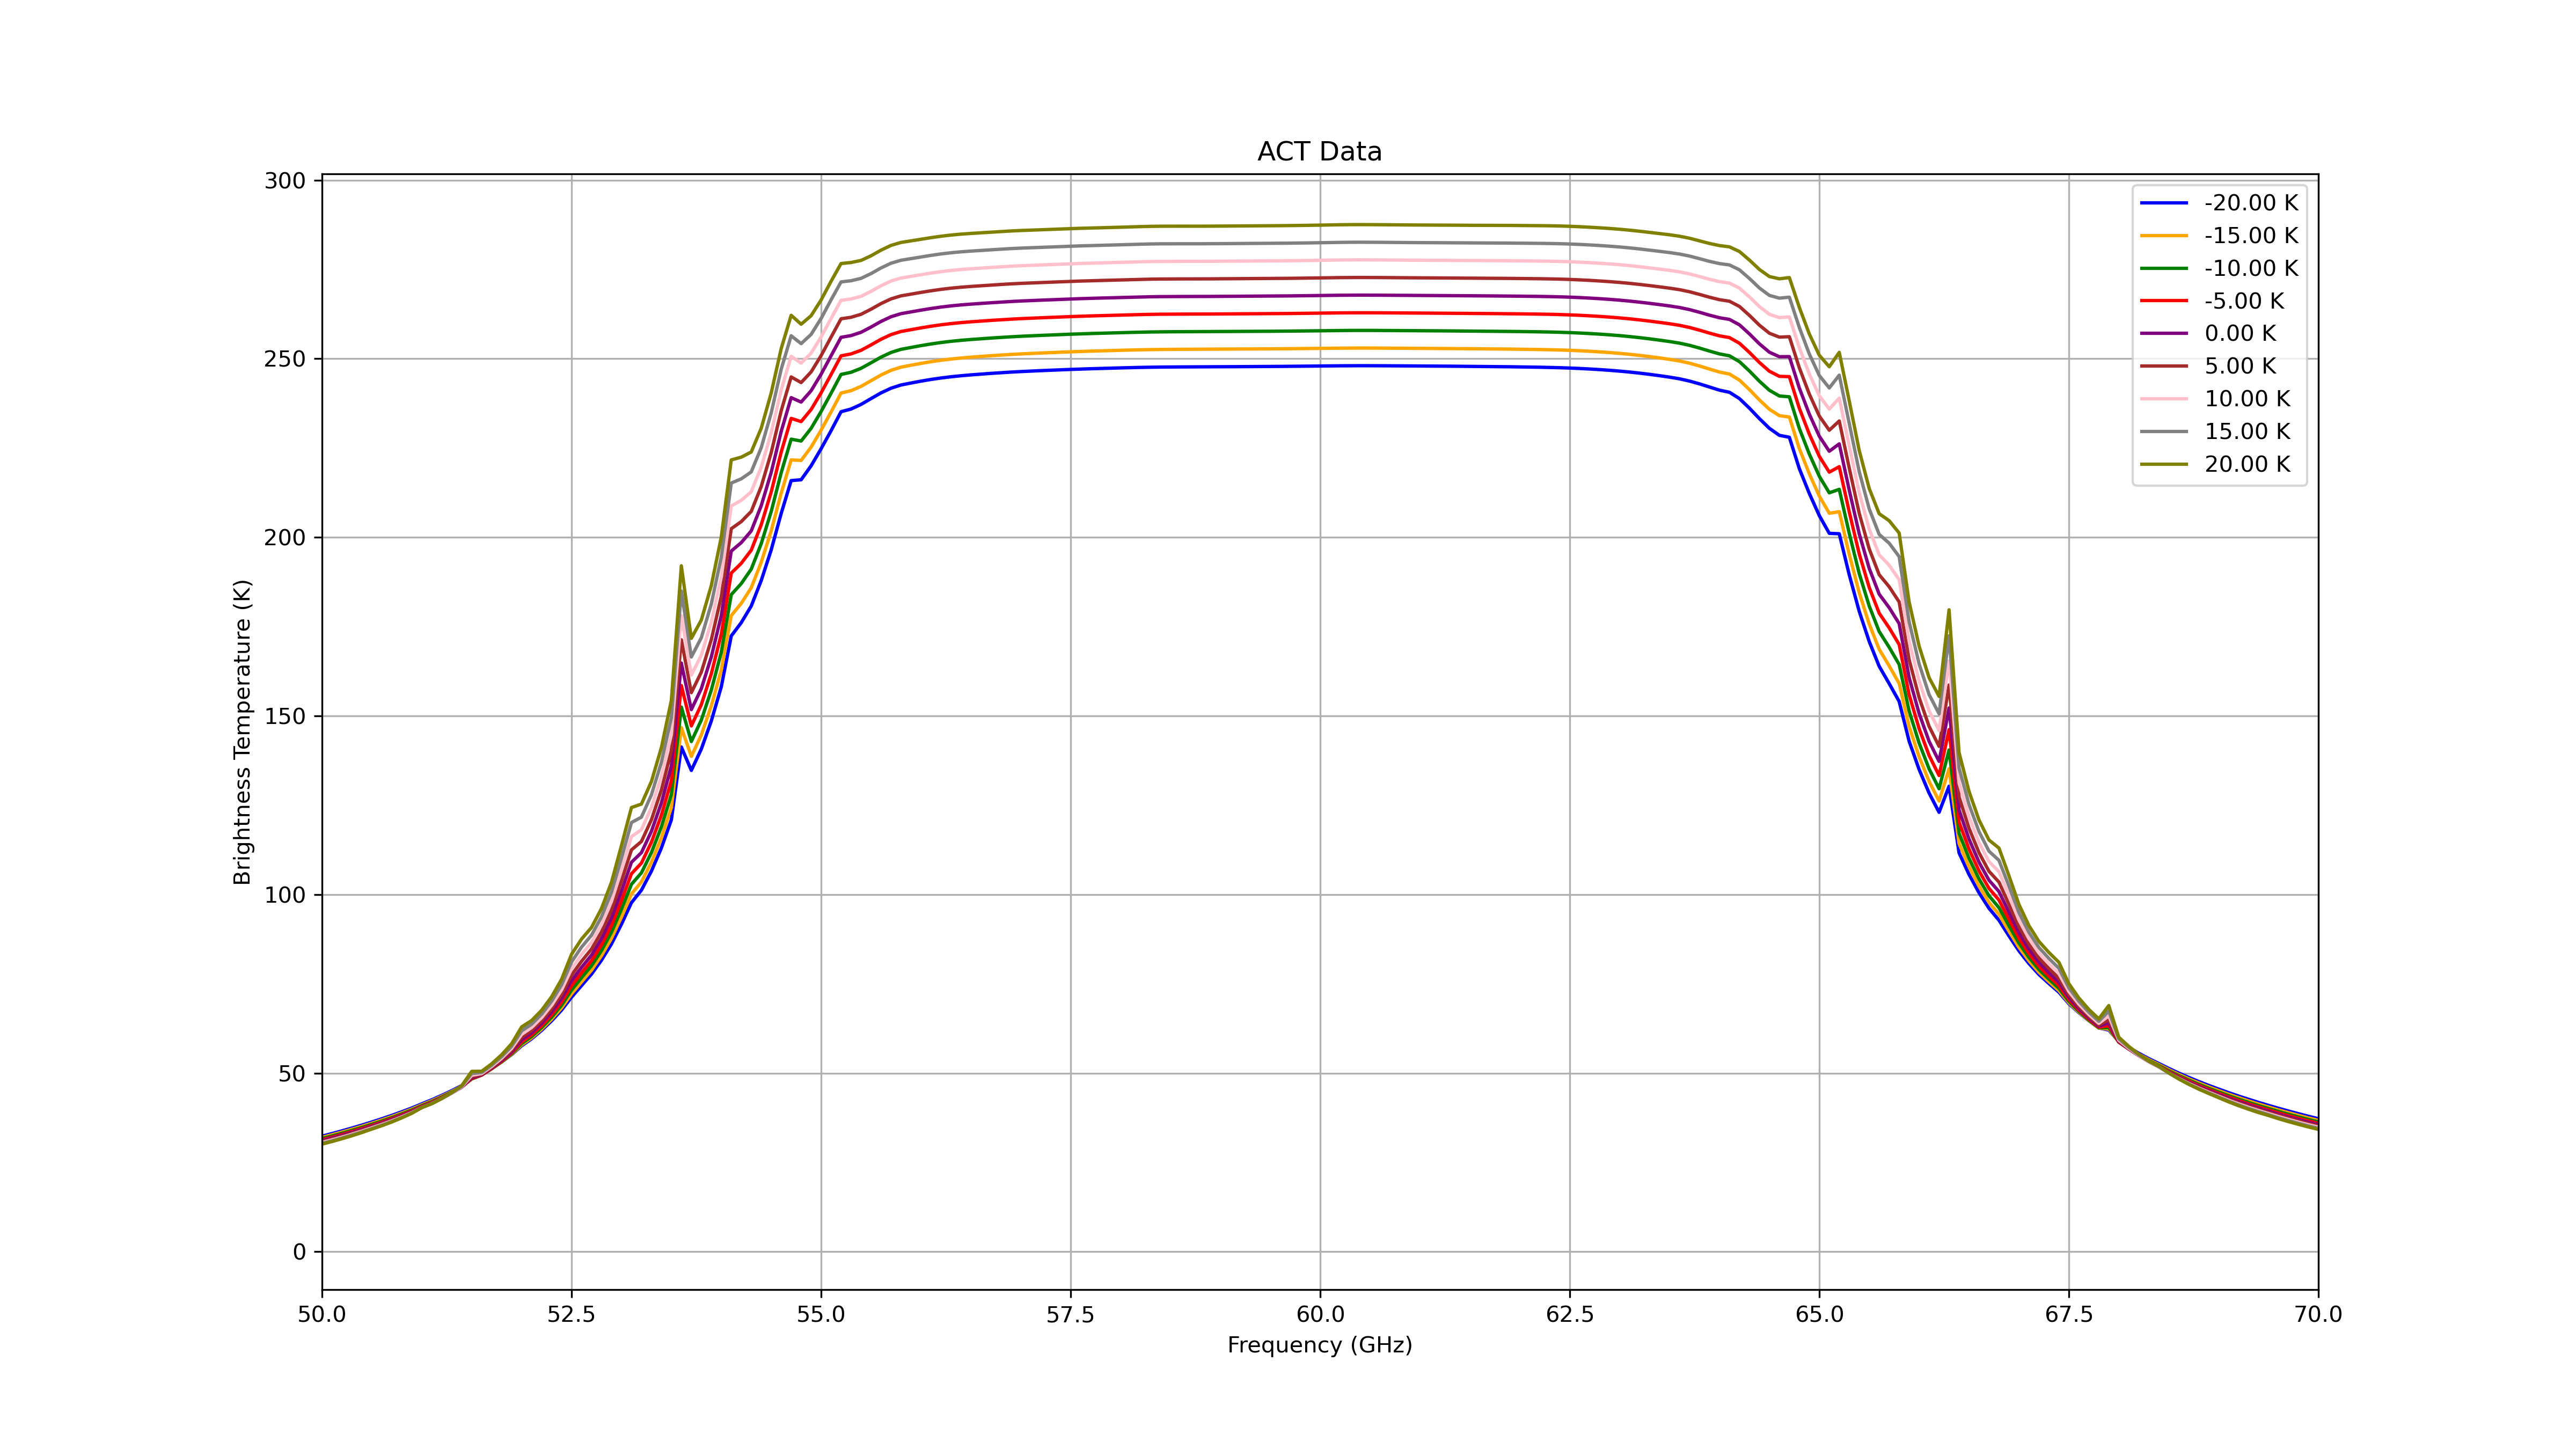 ACT Data
300
250
200
150
100
50
0
Brightness Temperature (K)
-20.00 K
-15.00 K
-10.00 K
-5.00 K
0.00 K
5.00 K
10.00 K
15.00 K
20.00 K
50.0 52.5 55.0 57.5 60.0 62.5 65.0 67.5 70.0
Frequency (GHz)